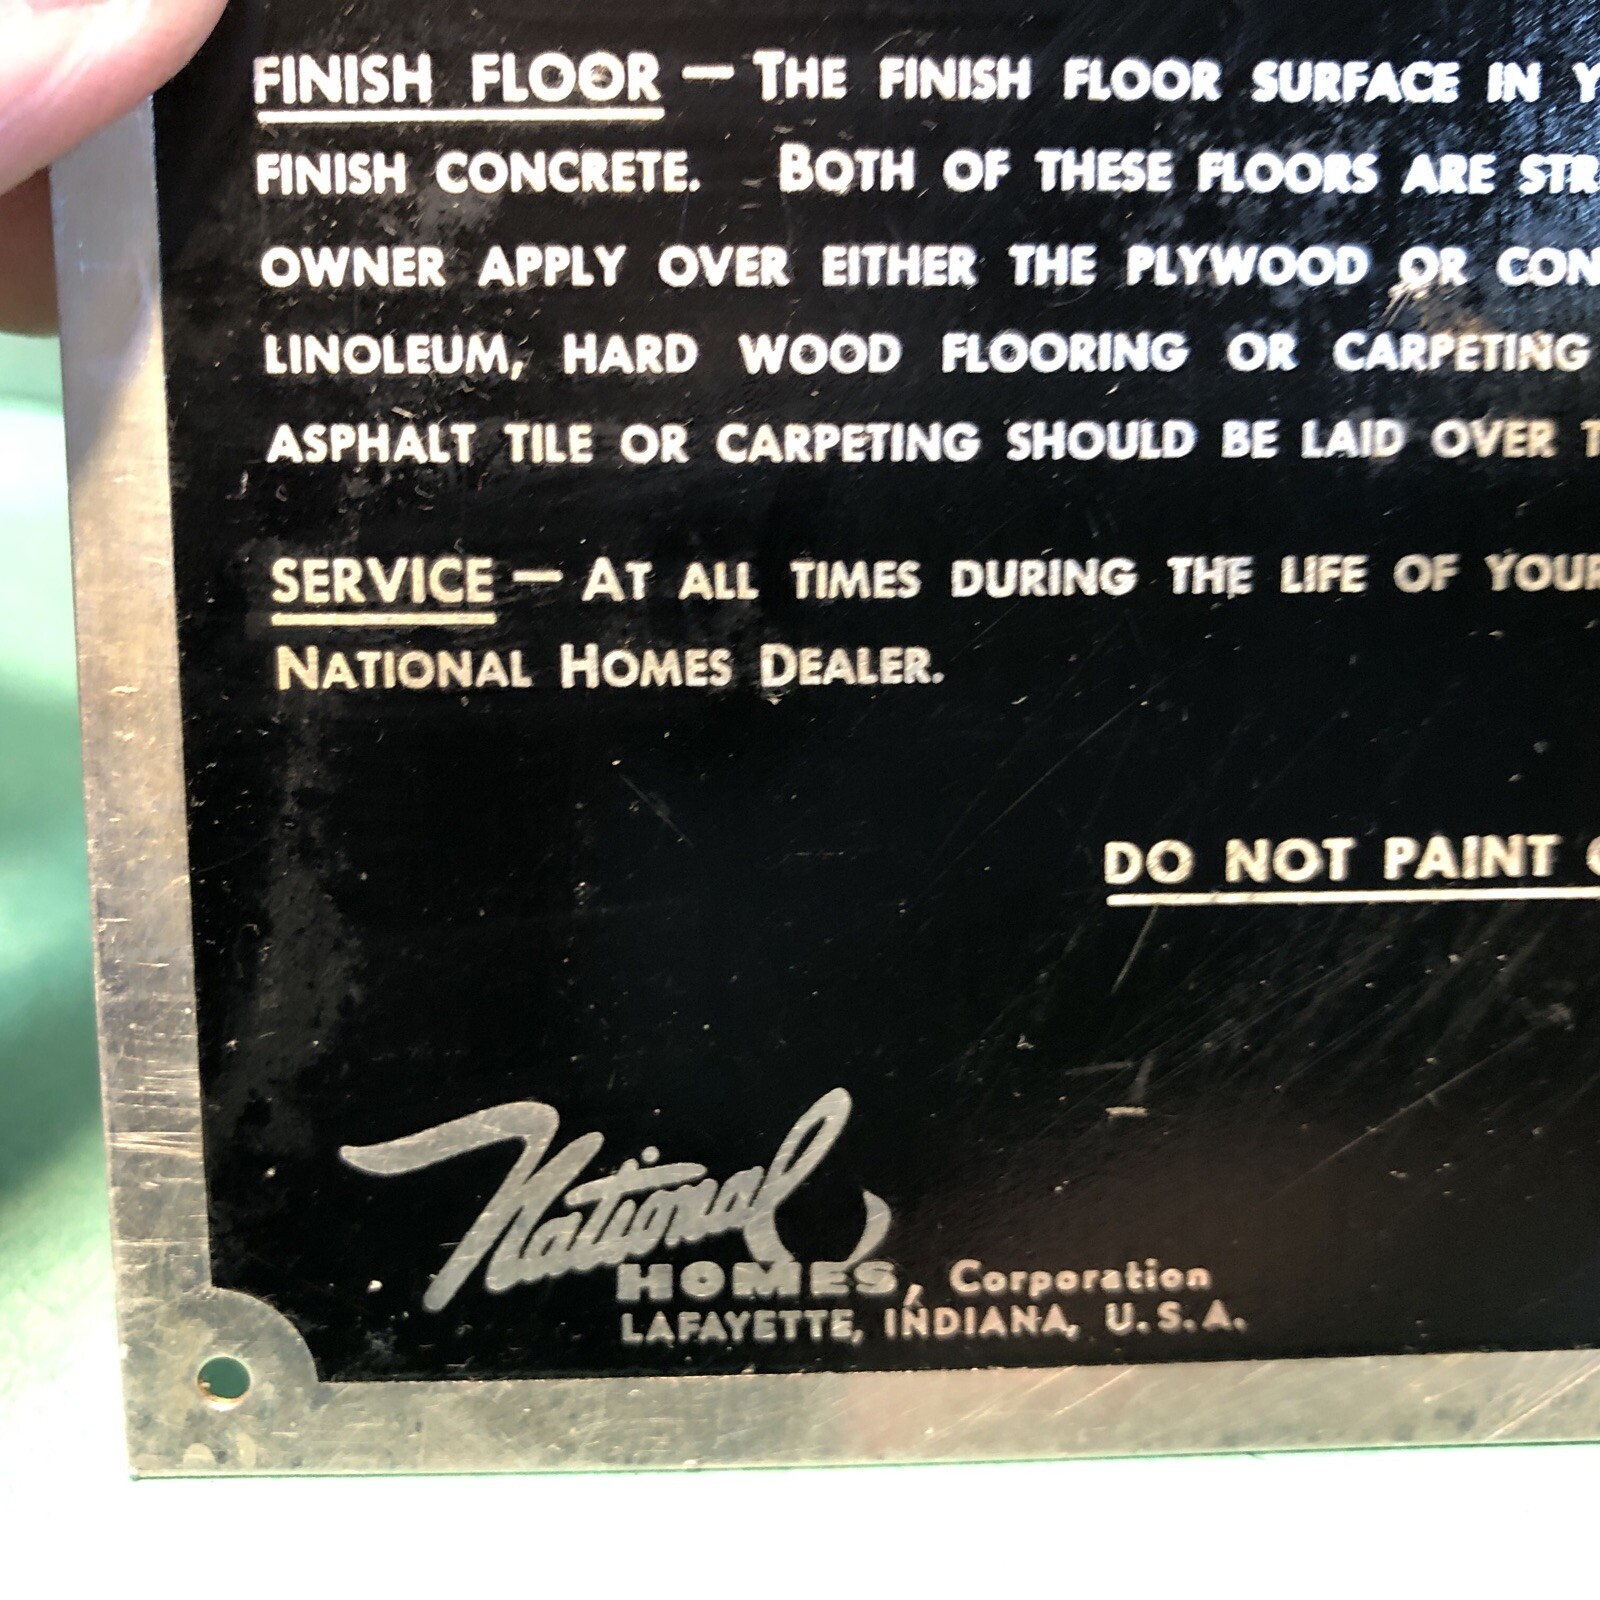 FINISH FLOOR — THE FINISH FLOOR SURFACE IN
FINISH CONCRETE. BOTH OF THESE FLOORS ARE
OWNER APPLY OVER EITHER THE PLYWOOD OR
LINOLEUM, HARD WOOD FLOORING OR CARPETING
ASPHALT TILE OR CARPETING SHOULD BE LAID OVER
SERVICE — AT ALL TIMES DURING THE LIFE OF YOUR
NATIONAL HOMES DEALER.
DO NOT PAINT
National
HOMES, Corporation
LAFAYETTE, INDIANA, U.S.A.